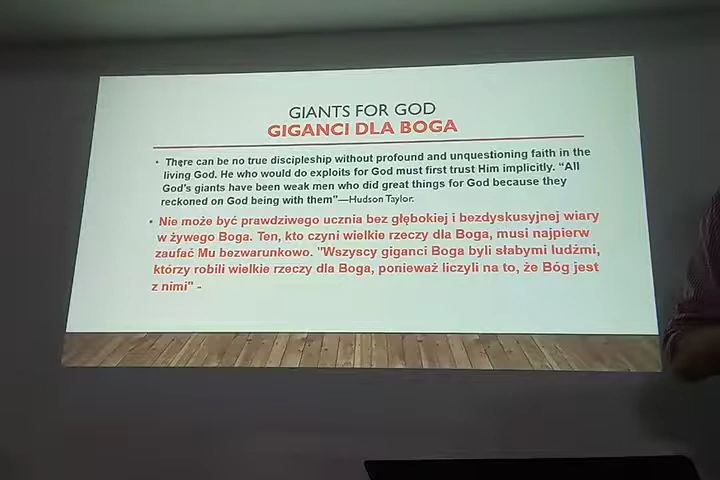 GIANTS FOR GOD
GIGANCI DLA BOGA
• There can be no true discipleship without profound and unquestioning faith in the
living God. He who would do exploits for God must first trust Him implicitly. “All
God's giants have been weak men who did great things for God because they
reckoned on God being with them”—Hudson Taylor.
• Nie może być prawdziwego ucznia bez głębokiej i bezdyskusyjnej wiary
w żywego Boga. Ten, kto czyni wielkie rzeczy dla Boga, musi najpierw
zaufać Mu bezwarunkowo. "Wszyscy giganci Boga byli słabymi ludźmi,
którzy robili wielkie rzeczy dla Boga, ponieważ liczyli na to, że Bóg jest
z nimi" -